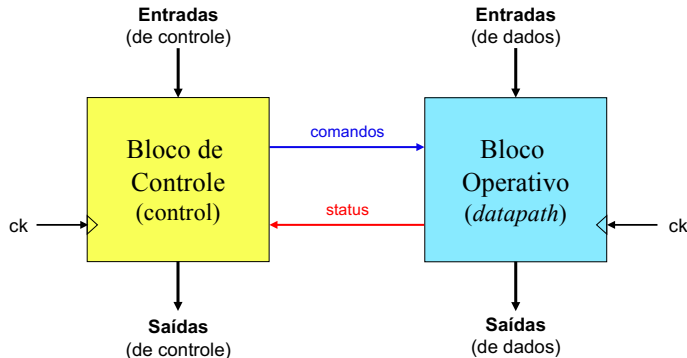 Entradas
(de controle)
Entradas
(de dados)
Bloco de
Controle
(control)
comandos
status
Bloco
Operativo
(datapath)
ck
ck
Saídas
(de controle)
Saídas
(de dados)